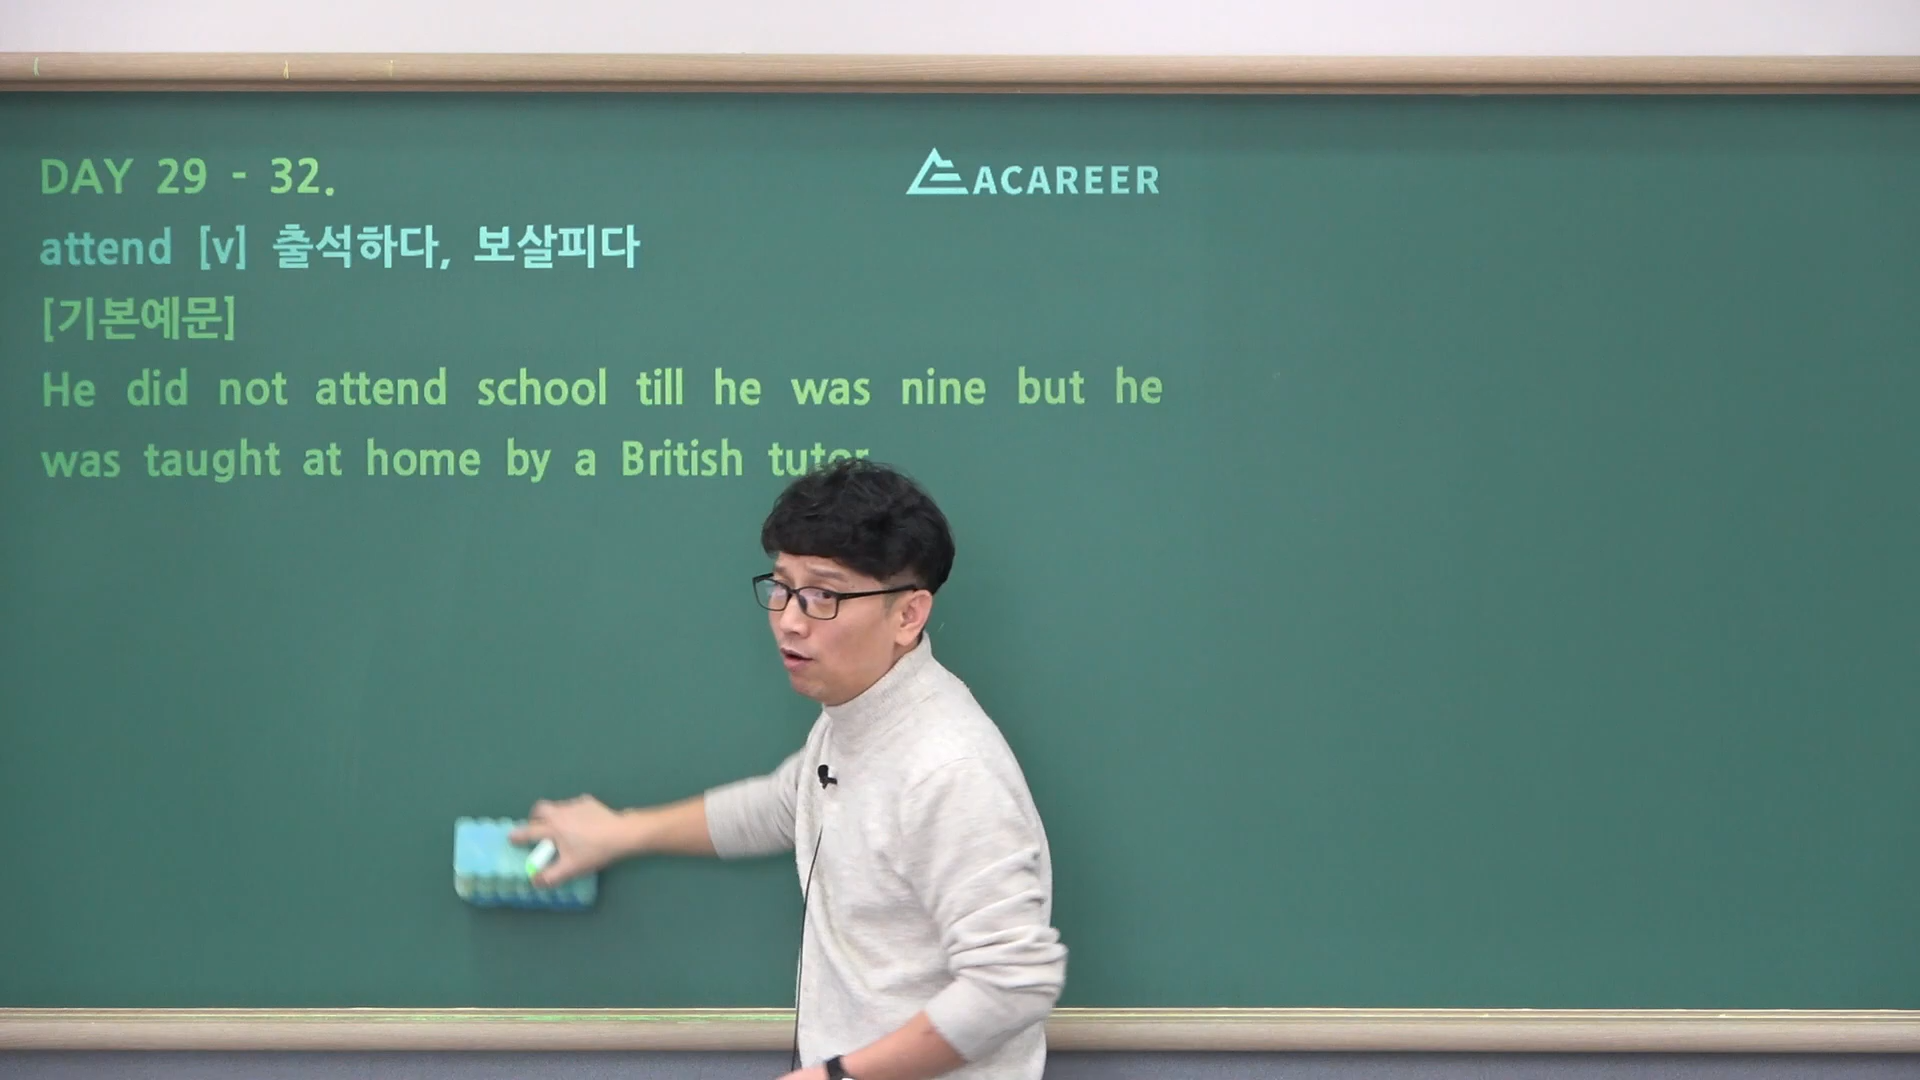 DAY 29 - 32.
ACAREER
attend [v] 출석하다, 보살피다
[기본예문]
He did not attend school till he was nine but he
was taught at home by a British tutor